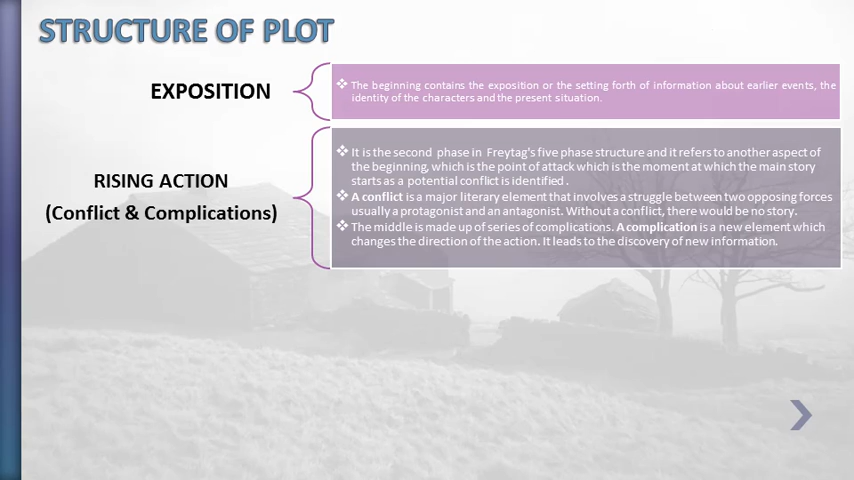 STRUCTURE OF PLOT
EXPOSITION
❖ The beginning contains the exposition or the setting forth of information about earlier events, the
identity of the characters and the present situation.
RISING ACTION
(Conflict & Complications)
❖ It is the second phase in Freytag's five phase structure and it refers to another aspect of
the beginning, which is the point of attack which is the moment at which the main story
starts as a potential conflict is identified .
❖ A conflict is a major literary element that involves a struggle between two opposing forces
usually a protagonist and an antagonist. Without a conflict, there would be no story.
❖ The middle is made up of series of complications. A complication is a new element which
changes the direction of the action. It leads to the discovery of new information.